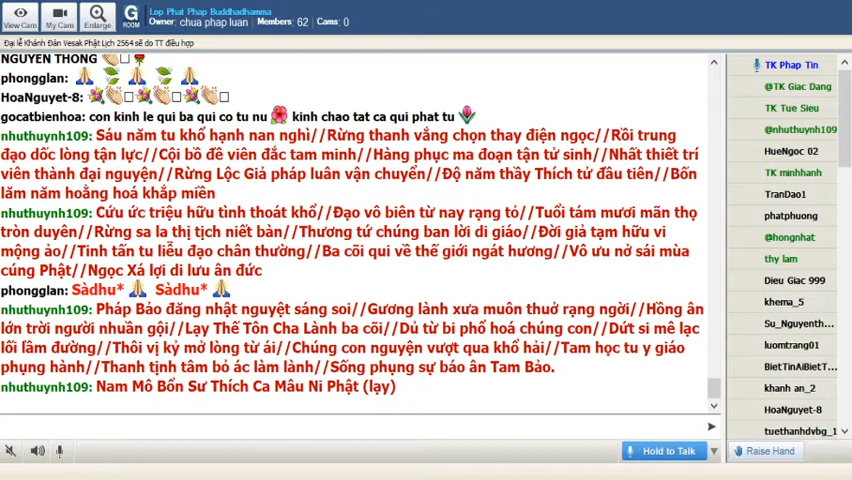 View Cam
My Cam
Enlarge
G
ROOM
Lop Phat Phap Buddhadhamma
Owner: chua phap luan
Members: 62
Cams: 0
Đại lễ Khánh Đản Vesak Phật Lịch 2564 sẽ do TT điều hợp
NGUYEN THONG
phongglan:
HoaNguyet-8:
gocatbienhoa: con kinh le qui ba qui co tu nu kinh chao tat ca qui phat tu
nhuthuynh109: Sáu năm tu khổ hạnh nan nghì//Rừng thanh vắng chọn thay điện ngọc//Rồi trung
đạo dốc lòng tận lực//Cội bồ đề viên đắc tam minh//Hàng phục ma đoạn tận tử sinh//Nhất thiết trí
viên thành đại nguyện//Rừng Lộc Giả pháp luân vận chuyển//Độ năm thầy Thích tử đầu tiên//Bốn
lăm năm hoằng hoá khắp miền
nhuthuynh109: Cứu ức triệu hữu tình thoát khổ//Đạo vô biên từ nay rạng tỏ//Tuổi tám mươi mãn thọ
tròn duyên//Rừng sa la thị tịch niết bàn//Thương tứ chúng ban lời di giáo//Đời giả tạm hữu vi
mộng ảo//Tinh tấn tu liễu đạo chân thường//Ba cõi qui về thế giới ngát hương//Vô ưu nở sái mùa
cúng Phật//Ngọc Xá lợi di lưu ân đức
phongglan: Sàdhu* Sàdhu*
nhuthuynh109: Pháp Bảo đăng nhật nguyệt sáng soi//Gương lành xưa muôn thuở rạng ngời//Hồng ân
lớn trời người nhuần gội//Lạy Thế Tôn Cha Lành ba cõi//Dủ từ bi phổ hoá chúng con//Dứt si mê lạc
lối lầm đường//Thôi vị kỷ mở lòng từ ái//Chúng con nguyện vượt qua khổ hải//Tam học tu y giáo
phụng hành//Thanh tịnh tâm bỏ ác làm lành//Sống phụng sự báo ân Tam Bảo.
nhuthuynh109: Nam Mô Bổn Sư Thích Ca Mâu Ni Phật (lạy)
Hold to Talk
TK Phap Tin
@TK Giac Dang
TK Tue Sieu
@nhuthuynh109
HueNgoc 02
TK minhhanh
TranDao1
phatphuong
@hongnhat
thy lam
Dieu Giac 999
khema_5
Su_Nguyenth...
luomtrang01
BietTinAiBietT...
khanh an_2
HoaNguyet-8
tuethanhdvbg_1
Raise Hand